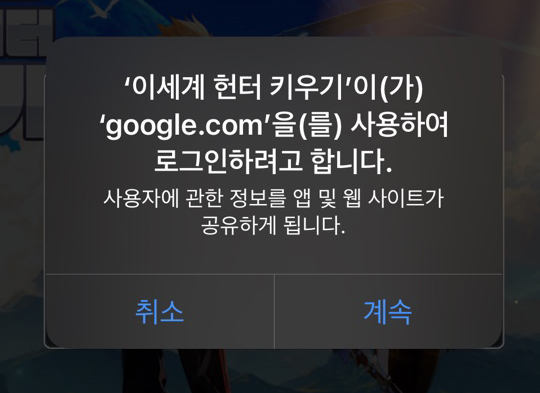 ‘이세계 헌터 키우기’이(가)
‘google.com’을(를) 사용하여
로그인하려고 합니다.
사용자에 관한 정보를 앱 및 웹 사이트가
공유하게 됩니다.
취소
계속